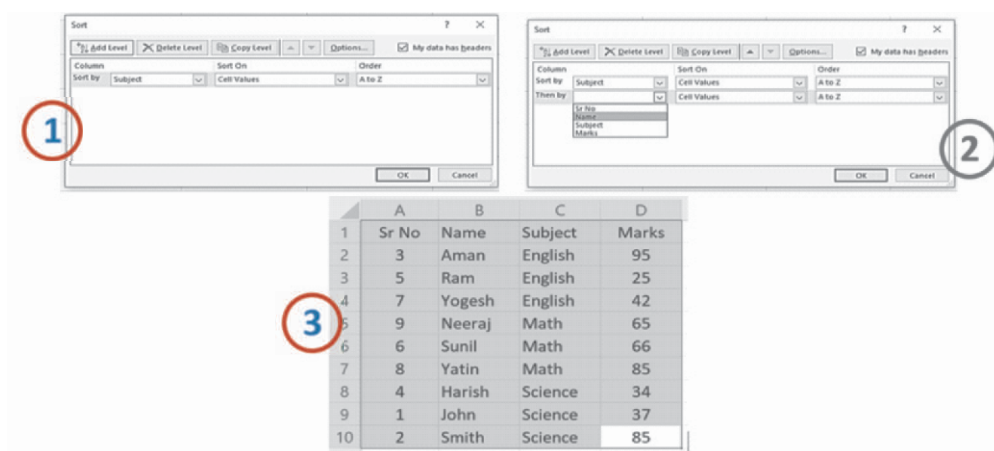 Sort ? ×
Add Level Delete Level Copy Level Options... My data has headers
Column Sort On Order
Sort by Subject Cell Values A to Z
OK Cancel
1
Sort ? ×
Add Level Delete Level Copy Level Options... My data has headers
Column Sort On Order
Sort by Subject Cell Values A to Z
Then by Cell Values A to Z
Sr No
Name
Subject
Marks
OK Cancel
2
A B C D
1 Sr No Name Subject Marks
2 3 Aman English 95
3 5 Ram English 25
4 7 Yogesh English 42
5 9 Neeraj Math 65
6 6 Sunil Math 66
7 8 Yatin Math 85
8 4 Harish Science 34
9 1 John Science 37
10 2 Smith Science 85
3